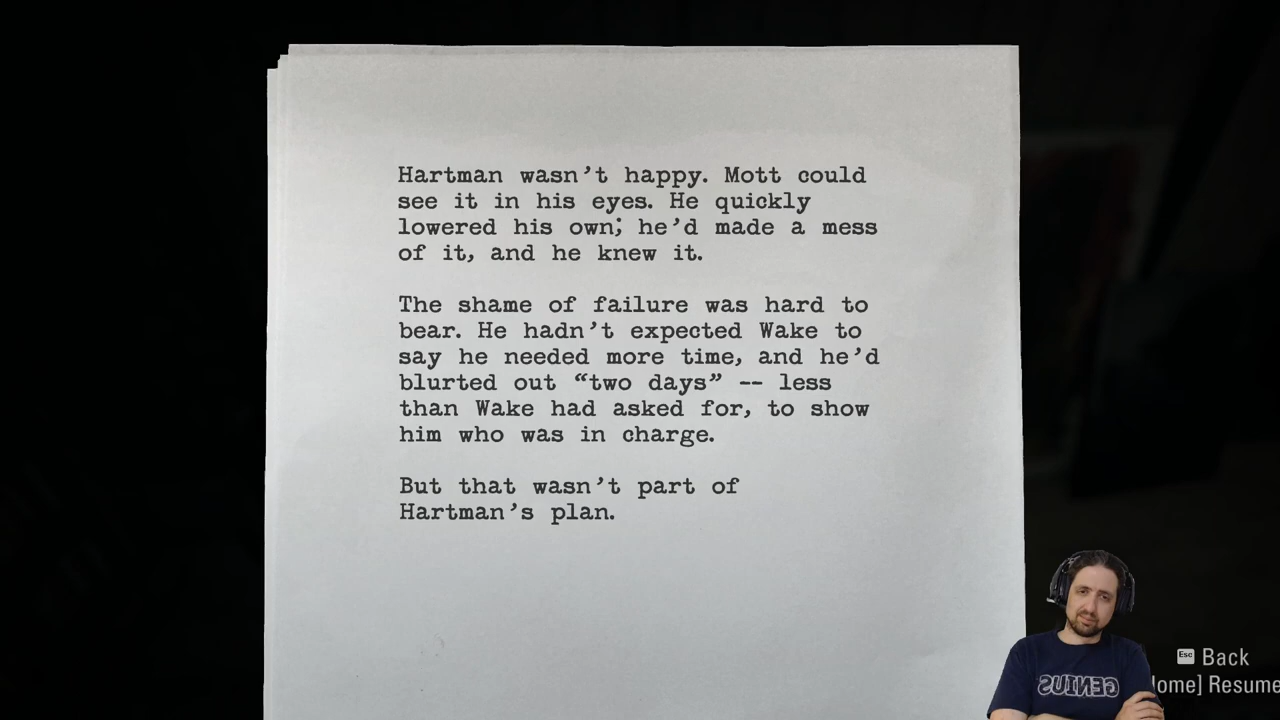 Hartman wasn’t happy. Mott could
see it in his eyes. He quickly
lowered his own; he’d made a mess
of it, and he knew it.
The shame of failure was hard to
bear. He hadn’t expected Wake to
say he needed more time, and he’d
blurted out “two days” -- less
than Wake had asked for, to show
him who was in charge.
But that wasn’t part of
Hartman’s plan.
GENIUS
Esc Back
ome] Resume